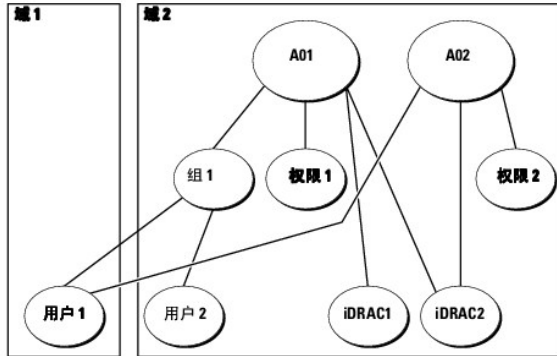 域 1
域 2
A01
A02
组 1
权限 1
权限 2
用户 1
用户 2
iDRAC1
iDRAC2